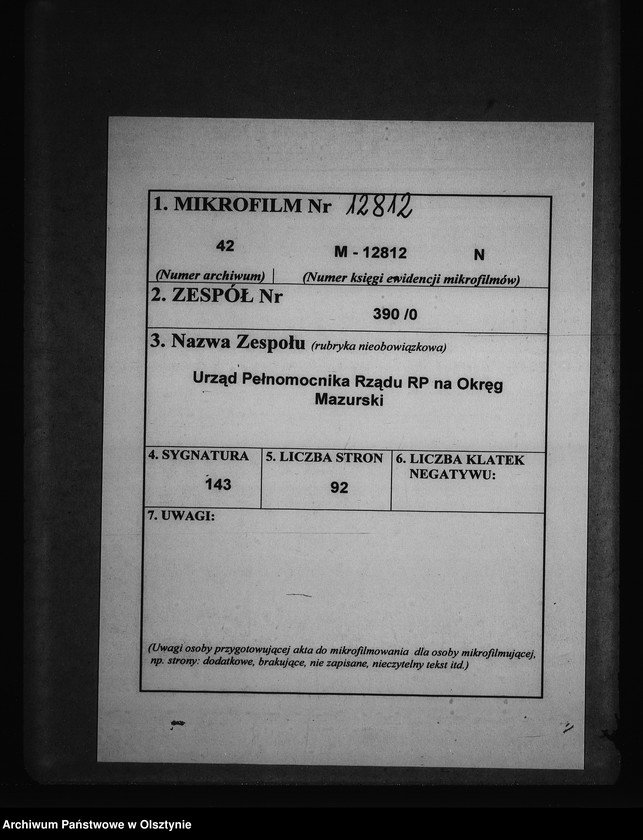 1. MIKROFILM Nr 12812
42 M - 12812 N
(Numer archiwum) (Numer księgi ewidencji mikrofilmów)
2. ZESPÓŁ Nr
390 /0
3. Nazwa Zespołu (rubryka nieobowiązkowa)
Urząd Pełnomocnika Rządu RP na Okręg
Mazurski
4. SYGNATURA 5. LICZBA STRON 6. LICZBA KLATEK
NEGATYWU:
143 92
7. UWAGI:
(Uwagi osoby przygotowującej akta do mikrofilmowania dla osoby mikrofilmującej,
np. strony: dodatkowe, brakujące, nie zapisane, nieczytelny tekst itd.)
Archiwum Państwowe w Olsztynie